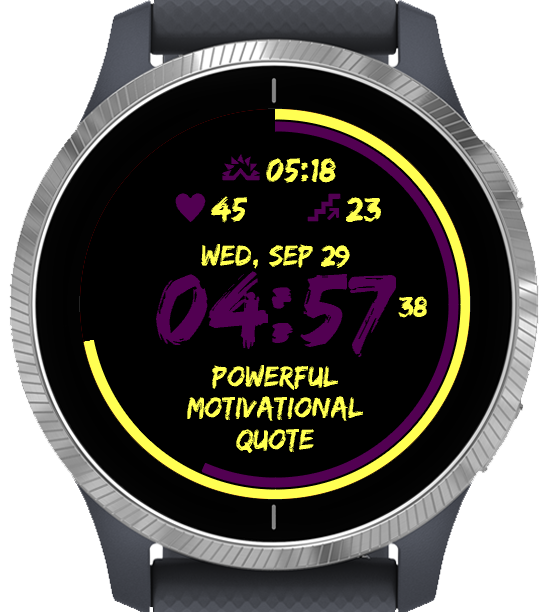 05:18
45 23
WED, SEP 29
04:57 38
POWERFUL
MOTIVATIONAL
QUOTE